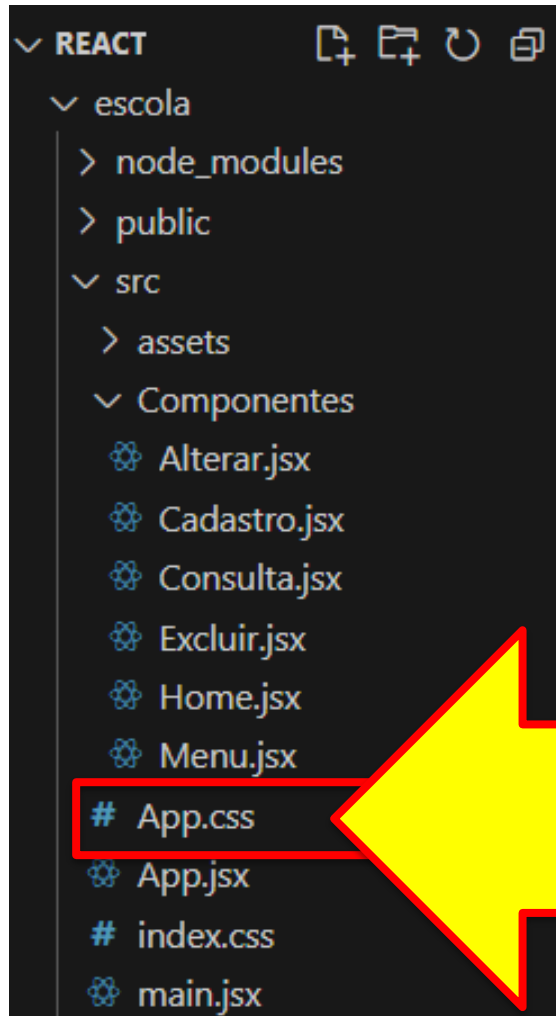 REACT
escola
node_modules
public
src
assets
Componentes
Alterar.jsx
Cadastro.jsx
Consulta.jsx
Excluir.jsx
Home.jsx
Menu.jsx
# App.css
App.jsx
# index.css
main.jsx